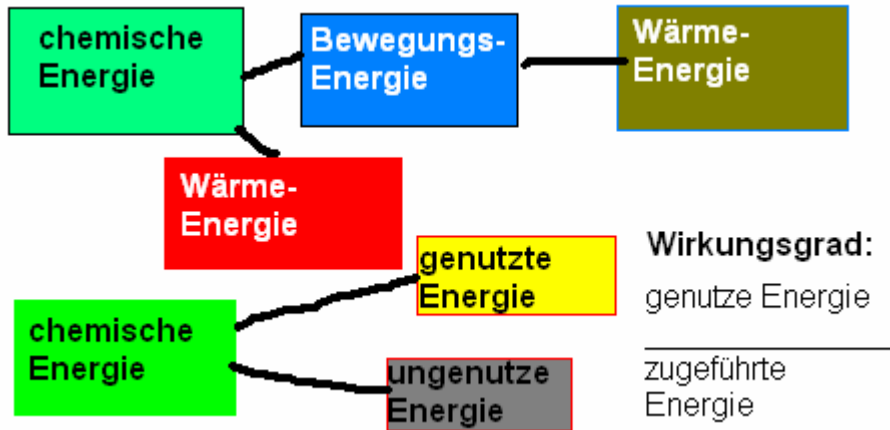 chemische
Energie
Bewegungs-
Energie
Wärme-
Energie
Wärme-
Energie
genutzte
Energie
chemische
Energie
ungenutze
Energie
Wirkungsgrad:
genutze Energie
zugeführte
Energie